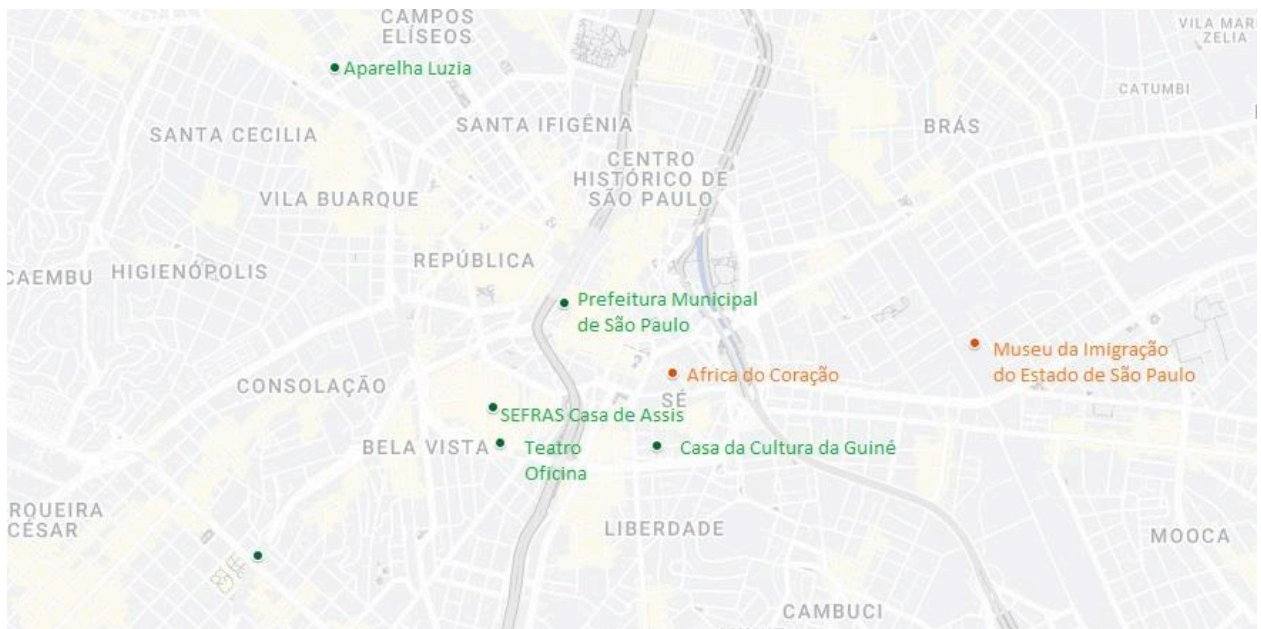 CAMPOS
ELÍSEOS
VILA MAR
ZELIA
Aparelha Luzia
CATUMBI
SANTA CECILIA
SANTA IFIGÊNIA
BRÁS
CENTRO
HISTÓRICO DE
SÃO PAULO
VILA BUARQUE
REPÚBLICA
CAEMBU
HIGIENÓPOLIS
Prefeitura Municipal
de São Paulo
Museu da Imigração
do Estado de São Paulo
Africa do Coração
CONSOLAÇÃO
SÉ
SEFRAS Casa de Assis
BELA VISTA
Teatro
Oficina
Casa da Cultura da Guiné
RQUEIRA
CÉSAR
LIBERDADE
MOOCA
CAMBUCI